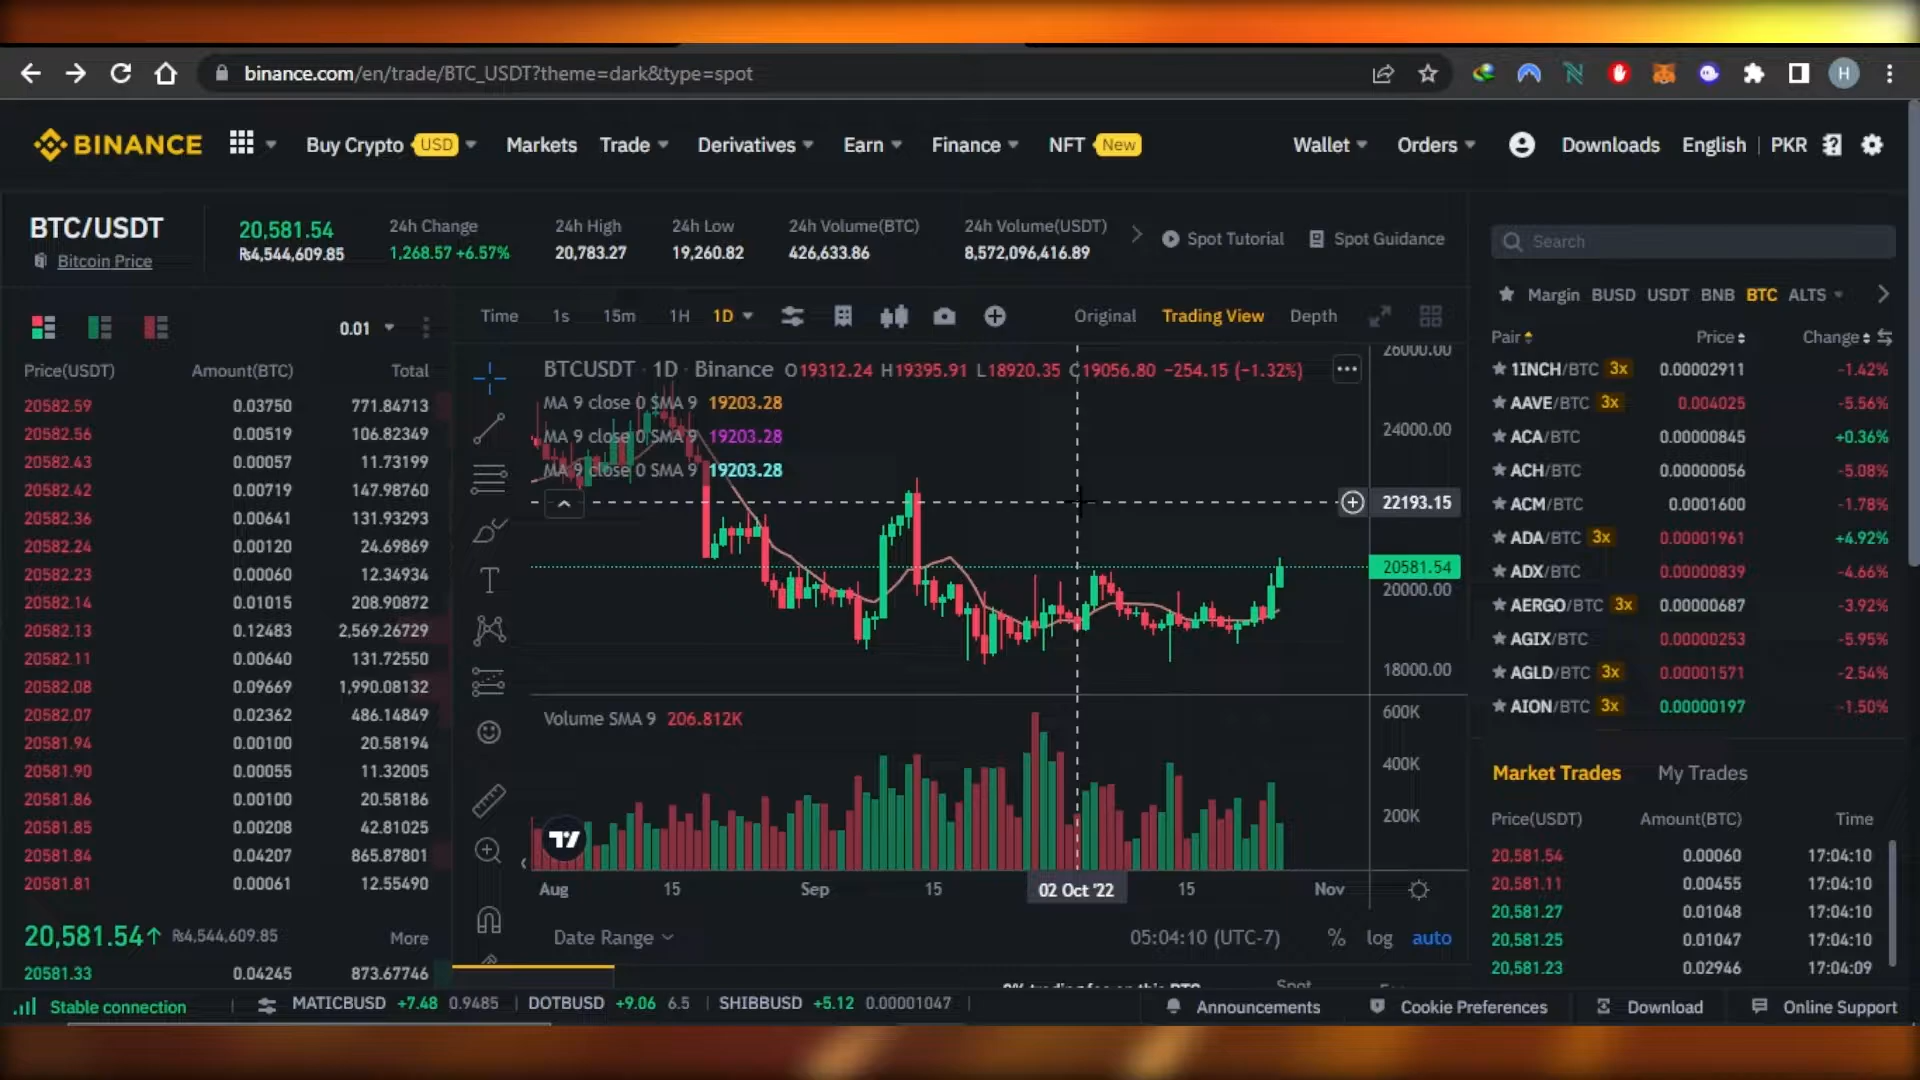 binance.com/en/trade/BTC_USDT?theme=dark&type=spot
H
BINANCE Buy Crypto USD Markets Trade Derivatives Earn Finance NFT New Wallet Orders Downloads English PKR
BTC/USDT
Bitcoin Price
20,581.54
₨4,544,609.85
24h Change
1,268.57 +6.57%
24h High
20,783.27
24h Low
19,260.82
24h Volume(BTC)
426,633.86
24h Volume(USDT)
8,572,096,416.89
Spot Tutorial Spot Guidance
0.01
Price(USDT) Amount(BTC) Total
20582.59 0.03750 771.84713
20582.56 0.00519 106.82349
20582.43 0.00057 11.73199
20582.42 0.00719 147.98760
20582.36 0.00641 131.93293
20582.24 0.00120 24.69869
20582.23 0.00060 12.34934
20582.14 0.01015 208.90872
20582.13 0.12483 2,569.26729
20582.11 0.00640 131.72550
20582.08 0.09669 1,990.08132
20582.07 0.02362 486.14849
20581.94 0.00100 20.58194
20581.90 0.00055 11.32005
20581.86 0.00100 20.58186
20581.85 0.00208 42.81025
20581.84 0.04207 865.87801
20581.81 0.00061 12.55490
20,581.54↑ ₨4,544,609.85 More
20581.33 0.04245 873.67746
Time 1s 15m 1H 1D Original Trading View Depth
BTCUSDT · 1D · Binance O19312.24 H19395.91 L18920.35 C19056.80 −254.15 (−1.32%)
MA 9 close 0 SMA 9 19203.28
MA 9 close 0 SMA 9 19203.28
MA 9 close 0 SMA 9 19203.28
26000.00
24000.00
22193.15
20581.54
20000.00
18000.00
Volume SMA 9 206.812K
600K
400K
200K
Aug 15 Sep 15 02 Oct '22 15 Nov
Date Range 05:04:10 (UTC-7) % log auto
Search
Margin BUSD USDT BNB BTC ALTS
Pair Price Change
1INCH/BTC 3x 0.00002911 -1.42%
AAVE/BTC 3x 0.004025 -5.56%
ACA/BTC 0.00000845 +0.36%
ACH/BTC 0.00000056 -5.08%
ACM/BTC 0.0001600 -1.78%
ADA/BTC 3x 0.00001961 +4.92%
ADX/BTC 0.00000839 -4.66%
AERGO/BTC 3x 0.00000687 -3.92%
AGIX/BTC 0.00000253 -5.95%
AGLD/BTC 3x 0.00001571 -2.54%
AION/BTC 3x 0.00000197 -1.50%
Market Trades My Trades
Price(USDT) Amount(BTC) Time
20,581.54 0.00060 17:04:10
20,581.11 0.00455 17:04:10
20,581.27 0.01048 17:04:10
20,581.25 0.01047 17:04:10
20,581.23 0.02946 17:04:09
Stable connection MATICBUSD +7.48 0.9485 DOTBUSD +9.06 6.5 SHIBBUSD +5.12 0.00001047 Announcements Cookie Preferences Download Online Support